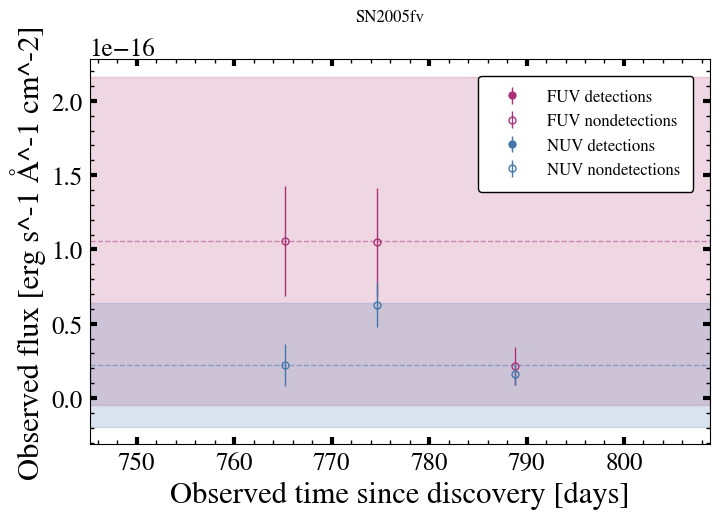 SN2005fv
1e−16
2.0
1.5
1.0
0.5
0.0
Observed flux [erg s^-1 Å^-1 cm^-2]
FUV detections
FUV nondetections
NUV detections
NUV nondetections
750 760 770 780 790 800
Observed time since discovery [days]